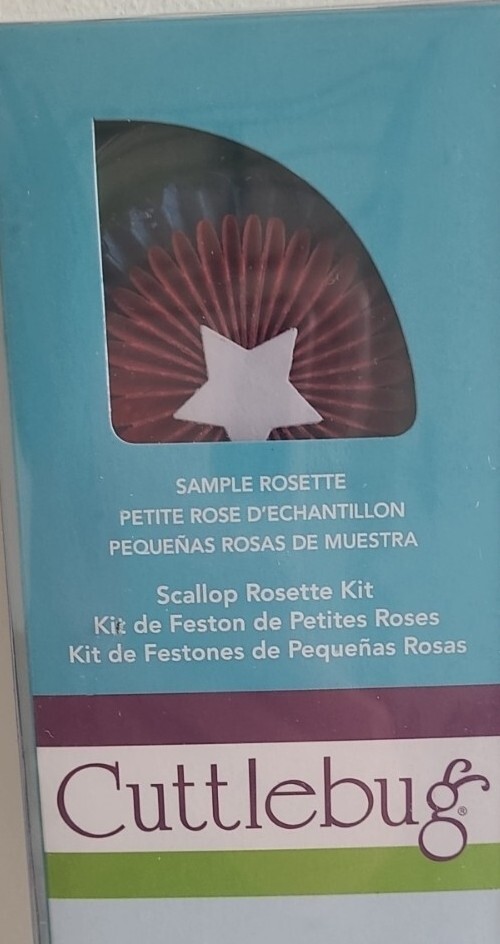 SAMPLE ROSETTE
PETITE ROSE D'ECHANTILLON
PEQUEÑAS ROSAS DE MUESTRA
Scallop Rosette Kit
Kit de Feston de Petites Roses
Kit de Festones de Pequeñas Rosas
Cuttlebug®